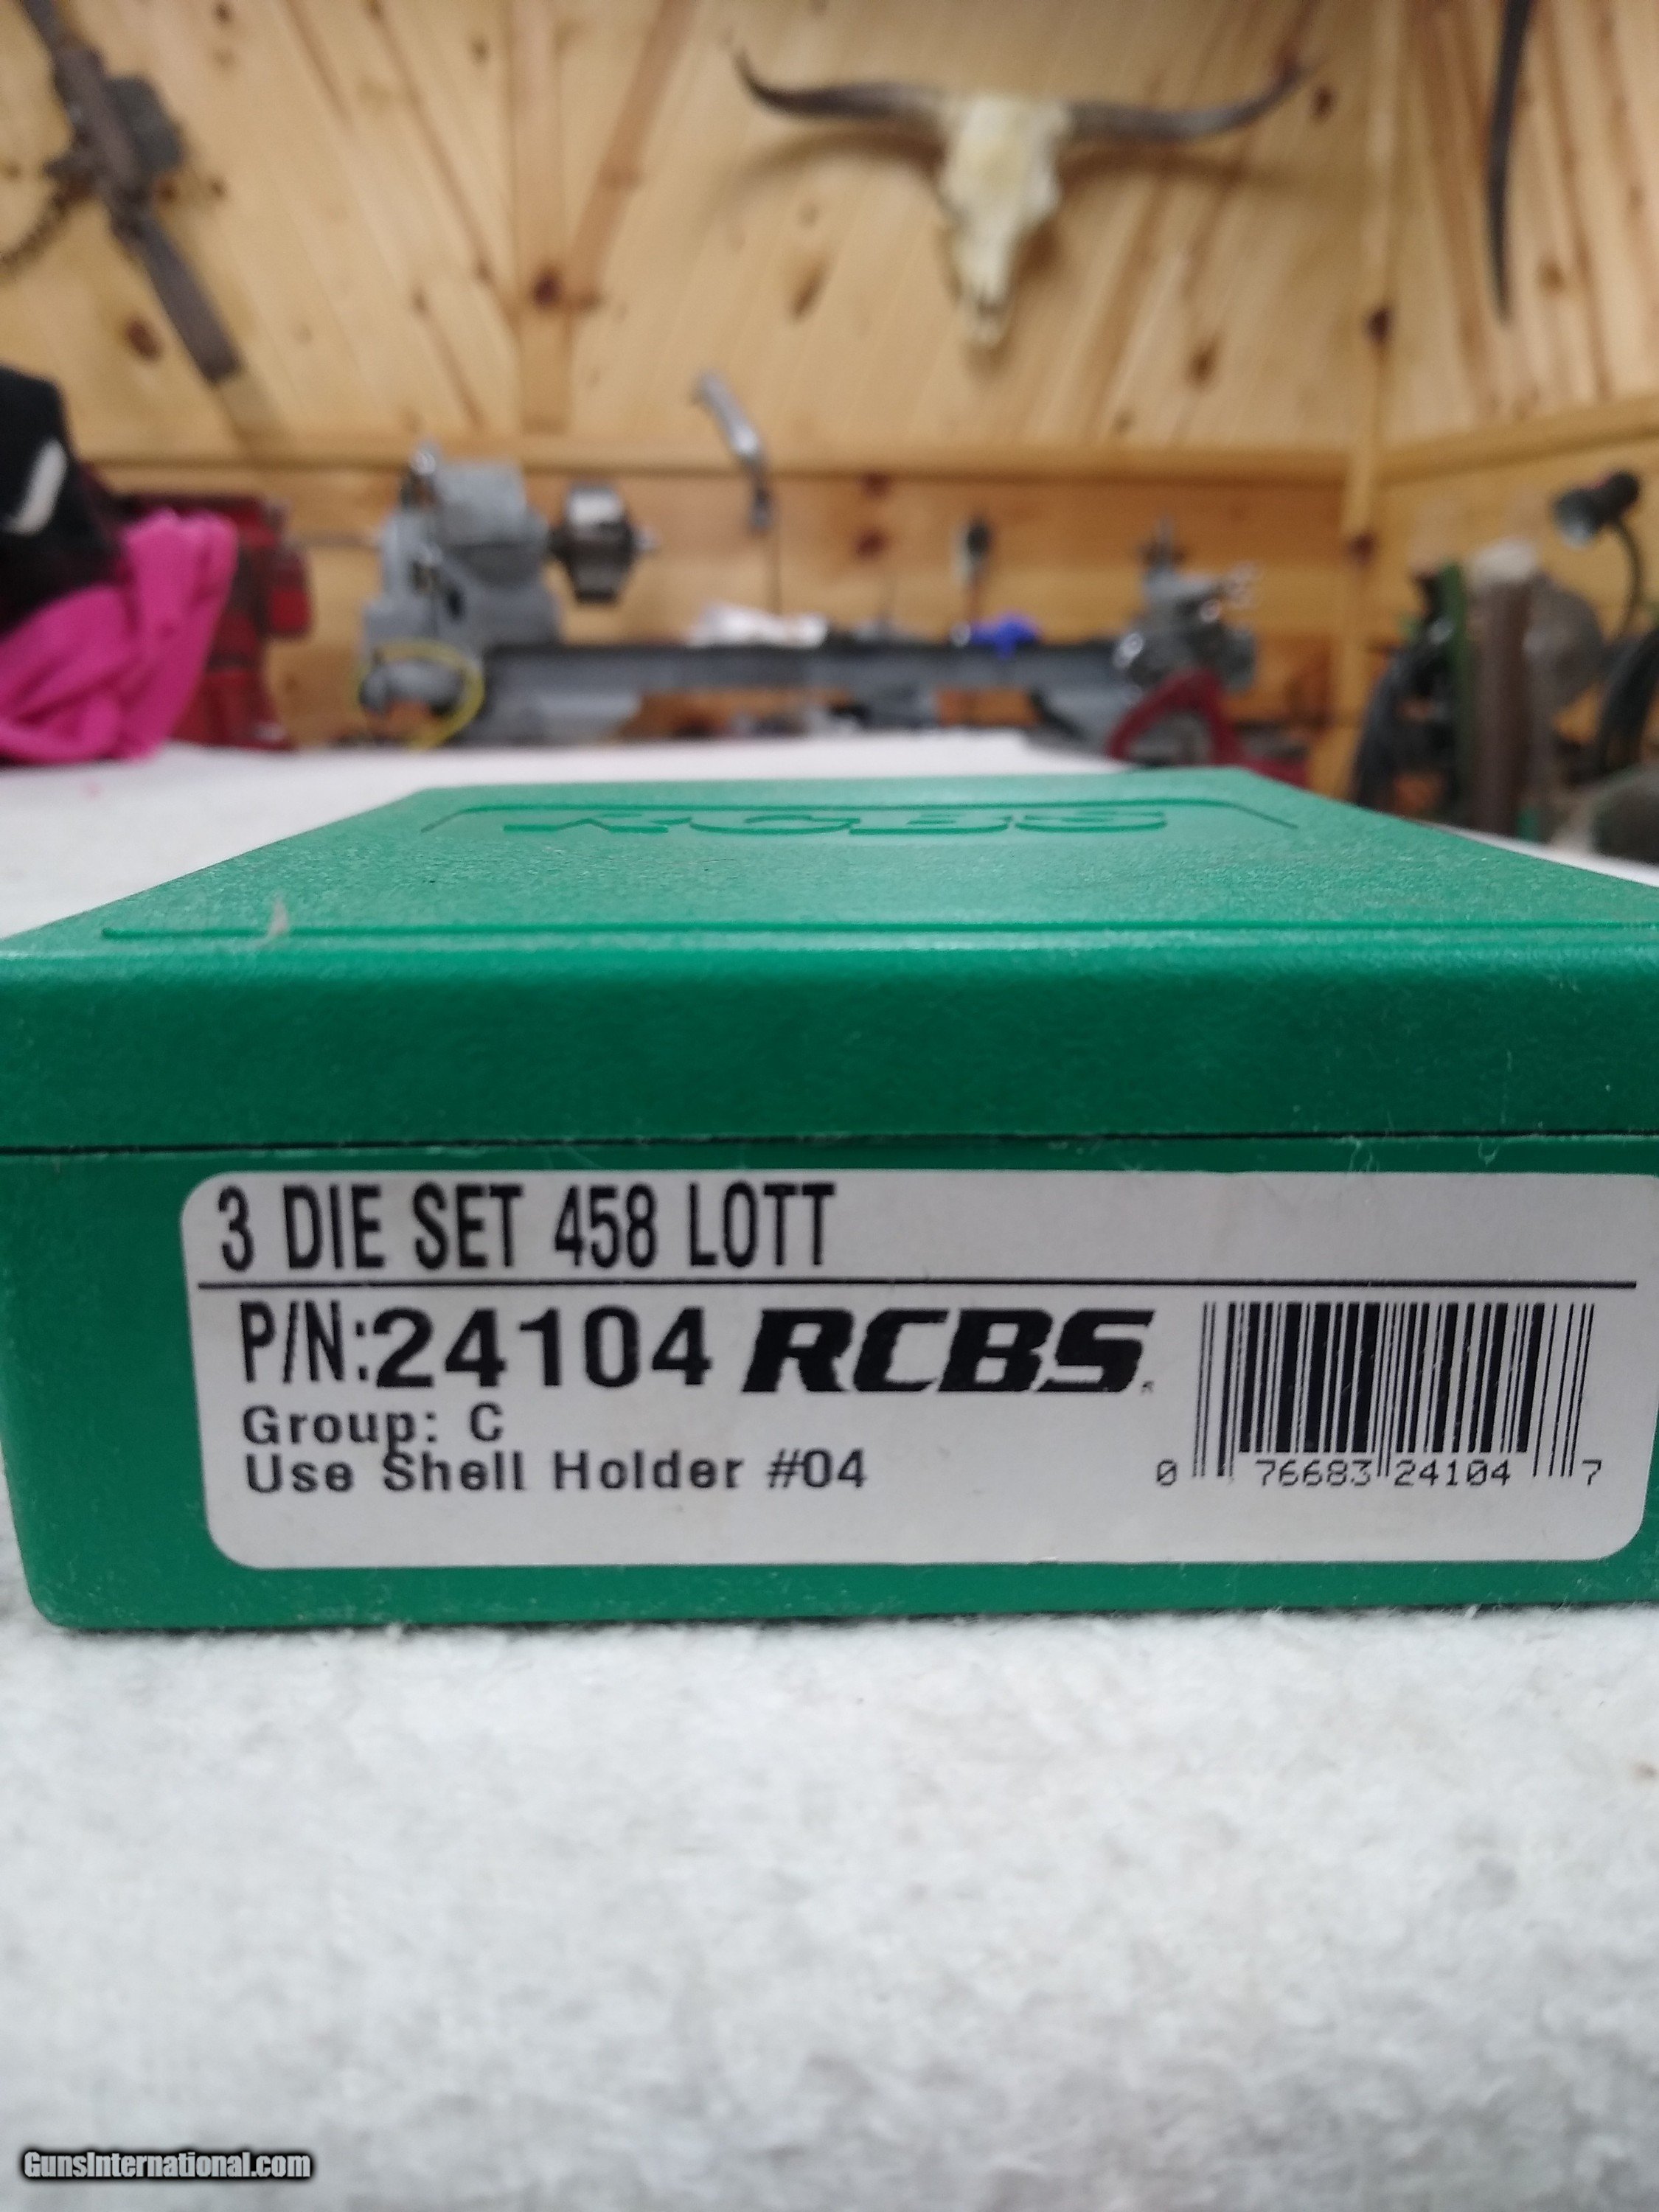 RCBS
3 DIE SET 458 LOTT
P/N:24104 RCBS®
Group: C
Use Shell Holder #04
0 76683 24104 7
GunsInternational.com